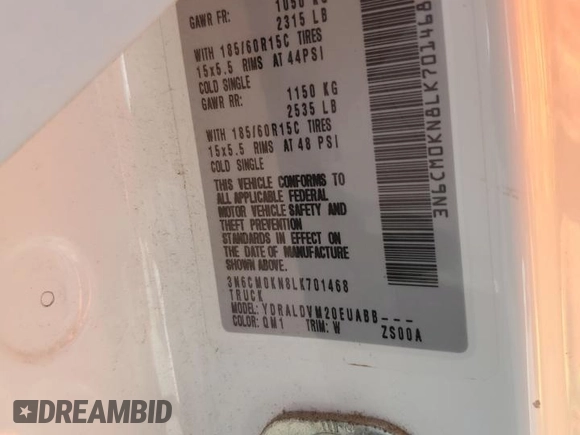 1050 KG
GAWR FR: 2315 LB
WITH 185/60R15C TIRES
15x5.5 RIMS AT 44PSI
COLD SINGLE
1150 KG
GAWR RR: 2535 LB
WITH 185/60R15C TIRES
15x5.5 RIMS AT 48 PSI
COLD SINGLE
THIS VEHICLE CONFORMS TO
ALL APPLICABLE FEDERAL
MOTOR VEHICLE SAFETY AND
THEFT PREVENTION
STANDARDS IN EFFECT ON
THE DATE OF MANUFACTURE
SHOWN ABOVE.
3N6CM0KN8LK701468
TRUCK
MODEL: YDRALDVM20EUABB---
COLOR: QM1 TRIM: W ZS00A
3N6CM0KN8LK701468
DREAMBID